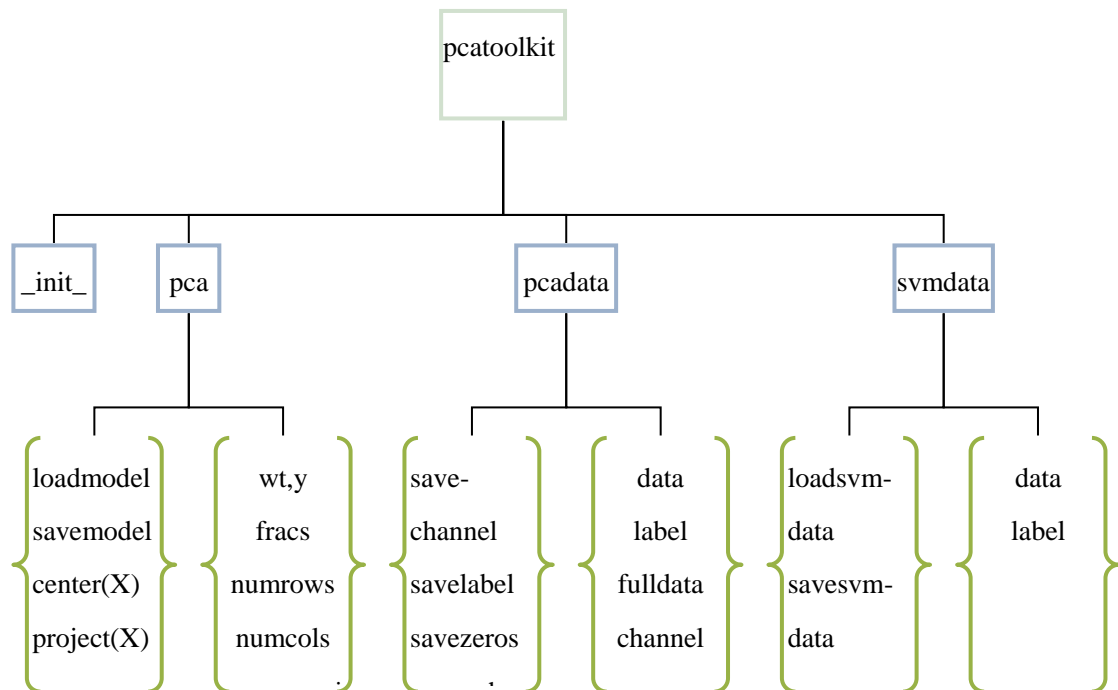 pcatoolkit
_init_
pca
pcadata
svmdata
loadmodel
savemodel
center(X)
project(X)
wt,y
fracs
numrows
numcols
save-
channel
savelabel
savezeros
data
label
fulldata
channel
loadsvm-
data
savesvm-
data
data
label